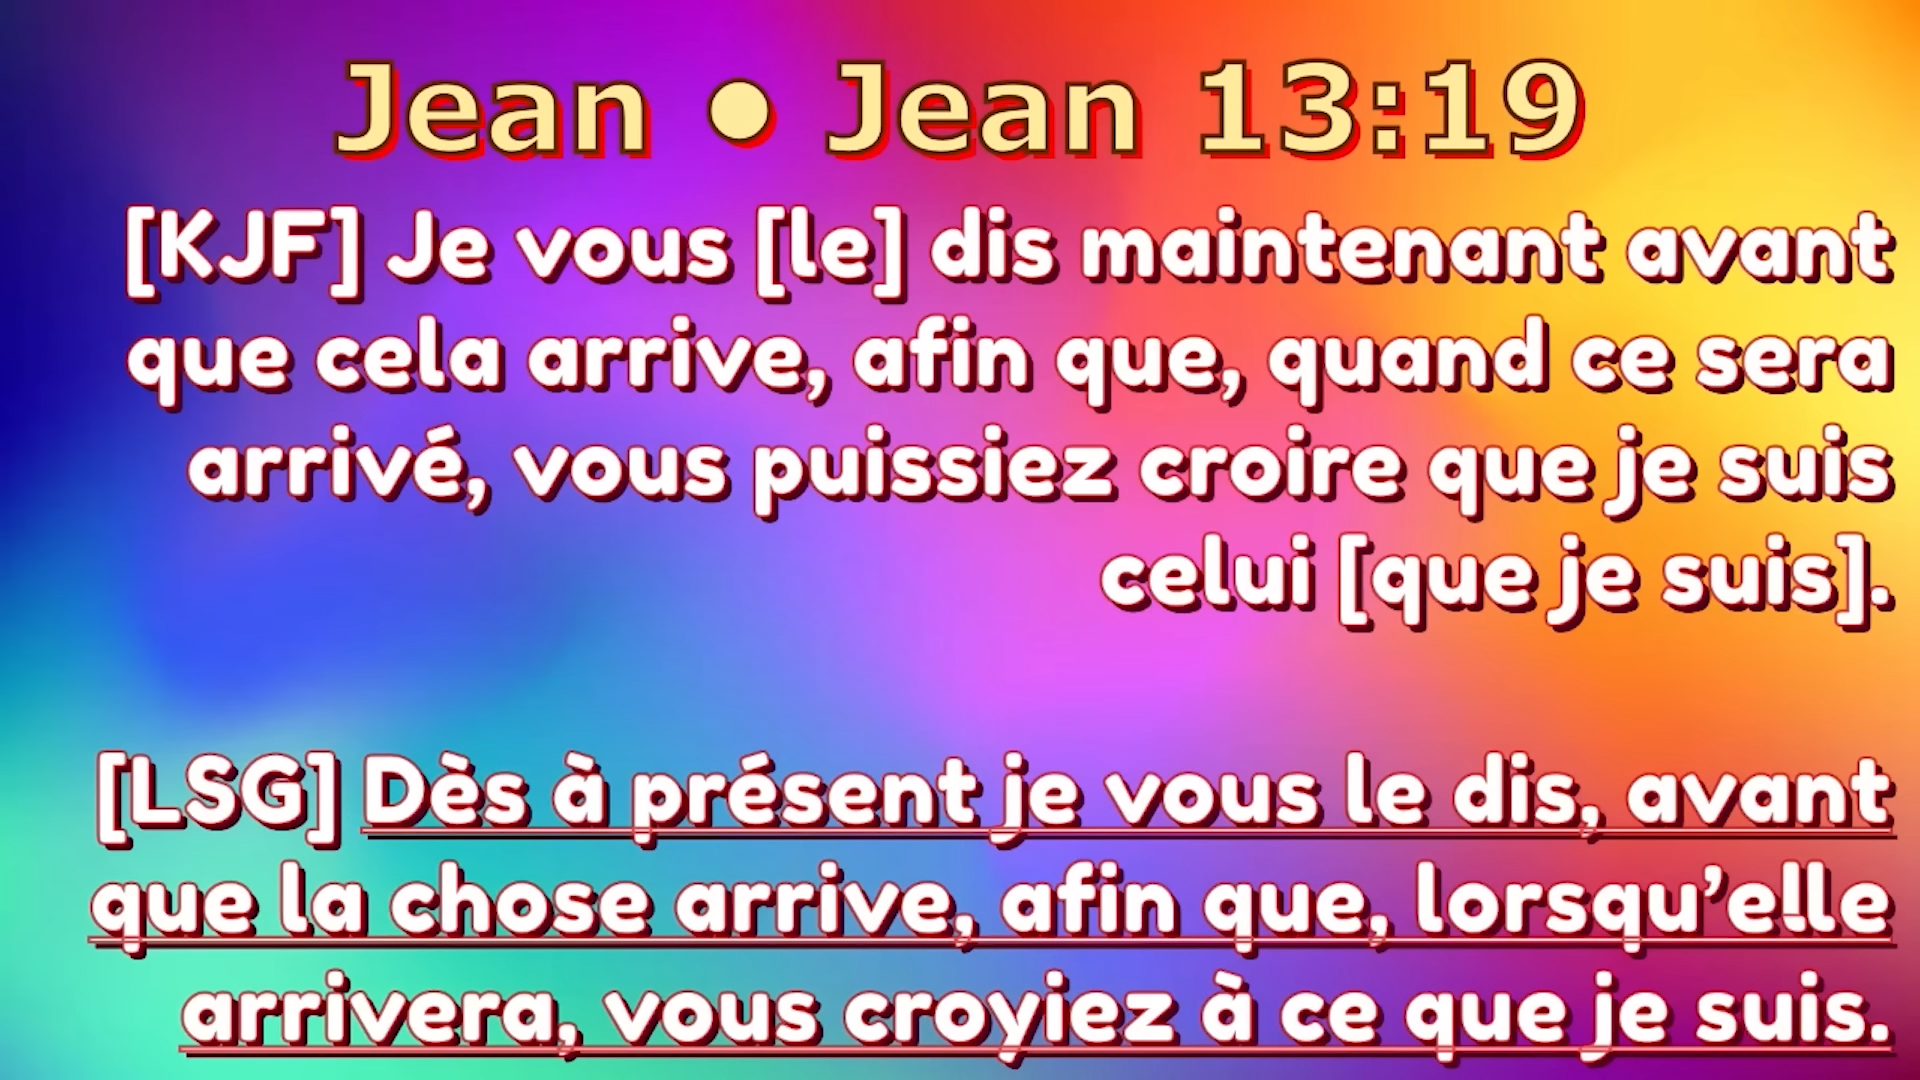 Jean • Jean 13:19
[KJF] Je vous [le] dis maintenant avant
que cela arrive, afin que, quand ce sera
arrivé, vous puissiez croire que je suis
celui [que je suis].
[LSG] Dès à présent je vous le dis, avant
que la chose arrive, afin que, lorsqu’elle
arrivera, vous croyiez à ce que je suis.